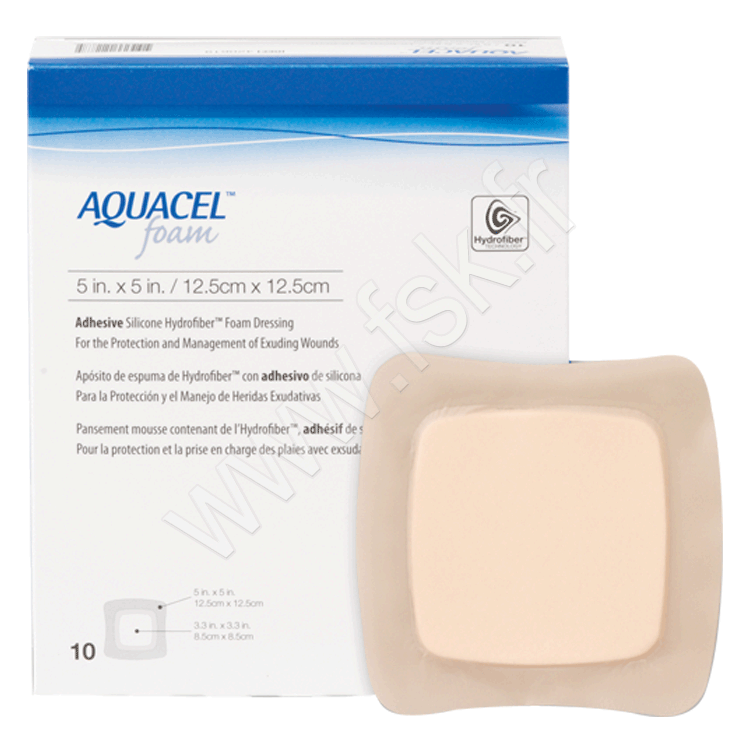 AQUACEL™
foam
Hydrofiber™
TECHNOLOGY
5 in. x 5 in. / 12.5cm x 12.5cm
Adhesive Silicone Hydrofiber™ Foam Dressing
For the Protection and Management of Exuding Wounds
Apósito de espuma de Hydrofiber™ con adhesivo de silicona
Para la Protección y el Manejo de Heridas Exudativas
Pansement mousse contenant de l'Hydrofiber™, adhésif de s
Pour la protection et la prise en charge des plaies avec exsuda
5 in. x 5 in.
12.5cm x 12.5cm
3.3 in. x 3.3 in.
8.5cm x 8.5cm
10
www.fsk.fr